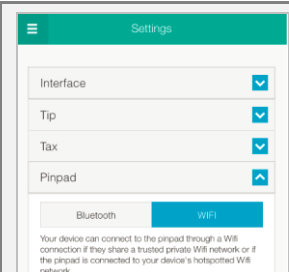 Settings
Interface
Tip
Tax
Pinpad
Bluetooth WIFI
Your device can connect to the pinpad through a Wifi
connection if they share a trusted private Wifi network or if
the pinpad is connected to your device's hotspotted Wifi
network